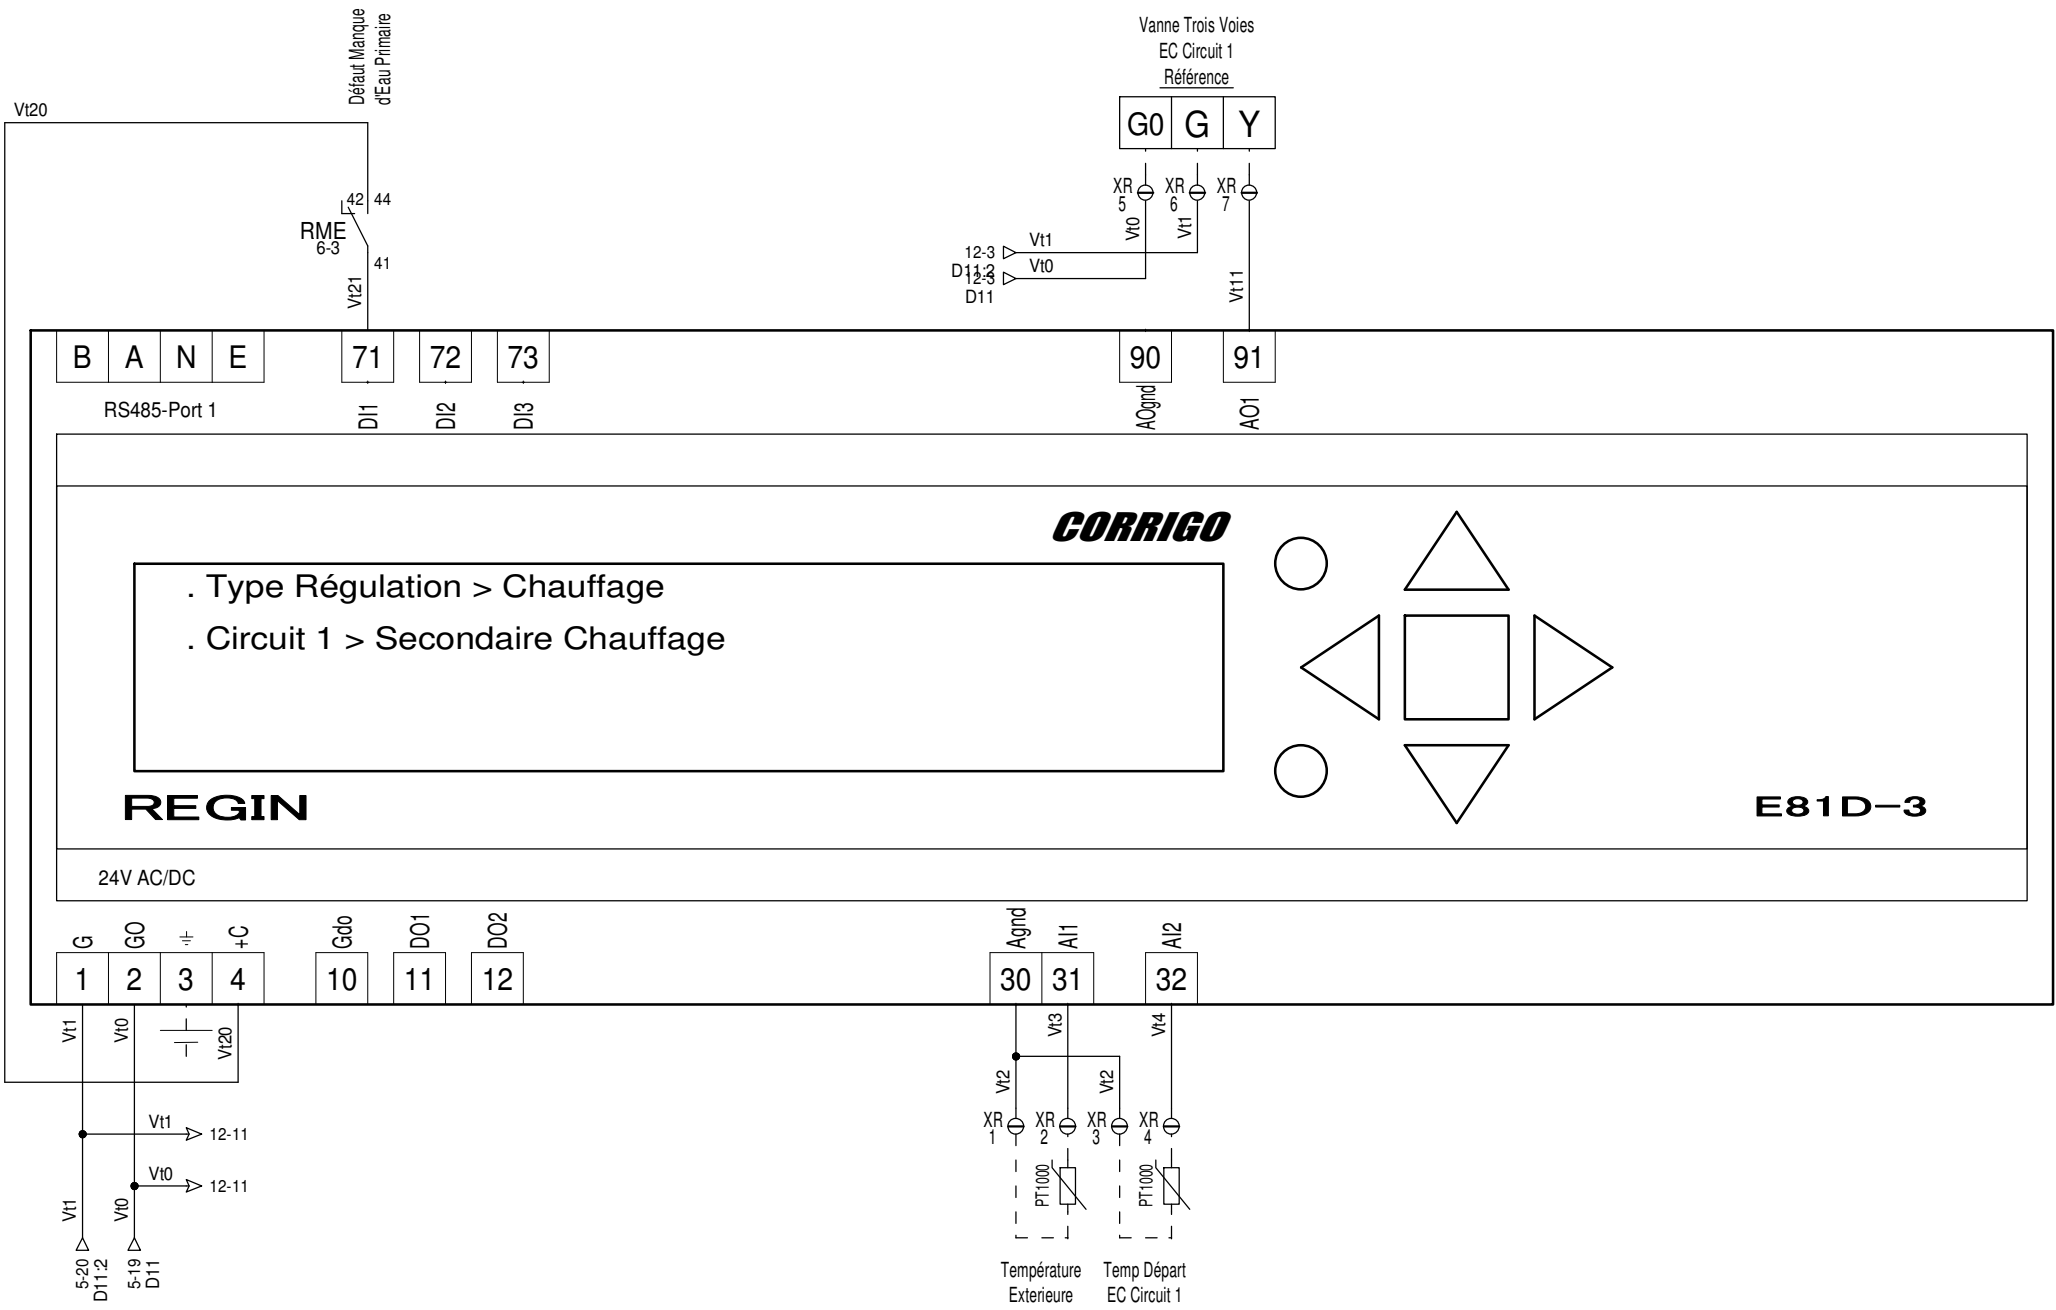 Défaut Manque
d'Eau Primaire
Vanne Trois Voies
EC Circuit 1
Référence
G0 G Y
Vt20
XR 5
XR 6
XR 7
42 44
RME
6-3
41
Vt21
Vt0
Vt1
Vt11
12-3
Vt1
D11:2
12-3
Vt0
D11
B A N E
71 72 73
90 91
RS485-Port 1
DI1
DI2
DI3
AOgnd
AO1
CORRIGO
. Type Régulation > Chauffage
. Circuit 1 > Secondaire Chauffage
REGIN
E81D-3
24V AC/DC
G
GO
+C
Gdo
DO1
DO2
Agnd
AI1
AI2
1 2 3 4
10 11 12
30 31 32
Vt1
Vt0
Vt20
Vt3
Vt4
Vt2
Vt2
XR 1
XR 2
XR 3
XR 4
Vt1
12-11
Vt0
12-11
Vt1
Vt0
PT1000
PT1000
5-20
D11:2
5-19
D11
Température
Exterieure
Temp Départ
EC Circuit 1